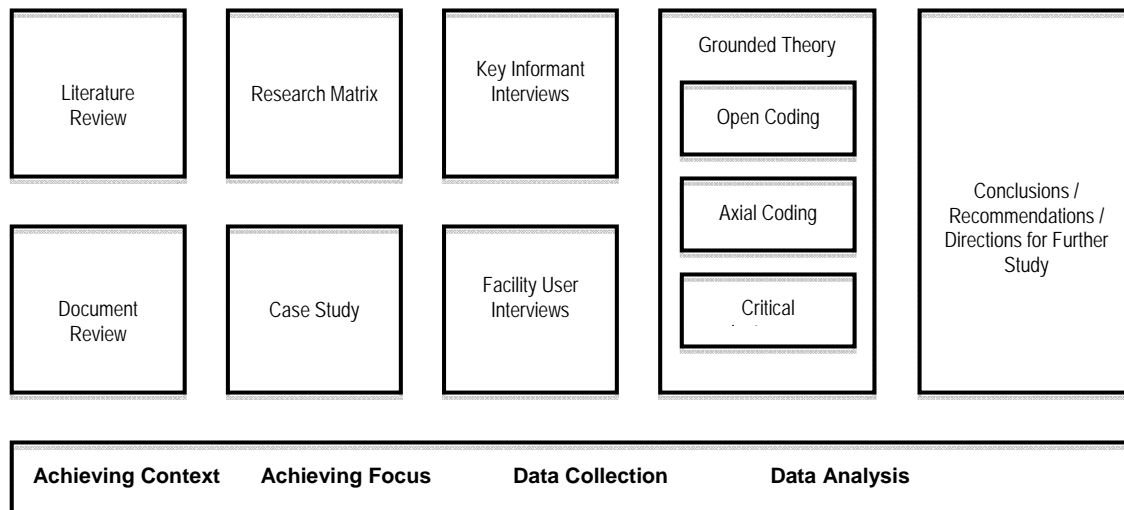 Literature
Review
Research Matrix
Key Informant
Interviews
Grounded Theory
Open Coding
Axial Coding
Critical
Conclusions /
Recommendations /
Directions for Further
Study
Document
Review
Case Study
Facility User
Interviews
Achieving Context
Achieving Focus
Data Collection
Data Analysis